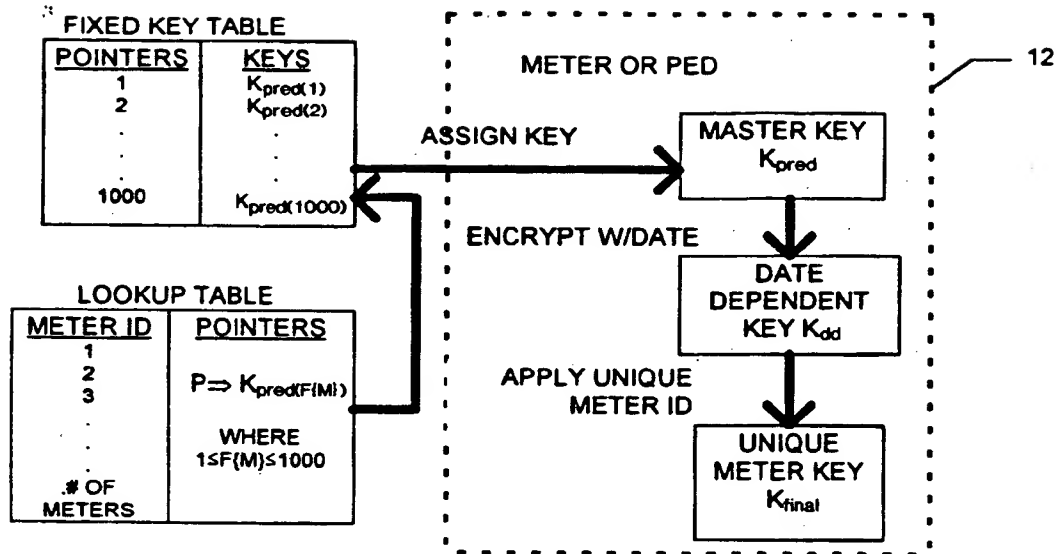 FIXED KEY TABLE
POINTERS KEYS
1 Kpred(1)
2 Kpred(2)
. .
. .
. .
1000 Kpred(1000)
LOOKUP TABLE
METER ID POINTERS
1
2
3
P⇒ Kpred(F{M})
.
.
.
WHERE
1≤F{M}≤1000
.# OF
METERS
METER OR PED
12
ASSIGN KEY
MASTER KEY
Kpred
ENCRYPT W/DATE
DATE
DEPENDENT
KEY Kdd
APPLY UNIQUE
METER ID
UNIQUE
METER KEY
Kfinal